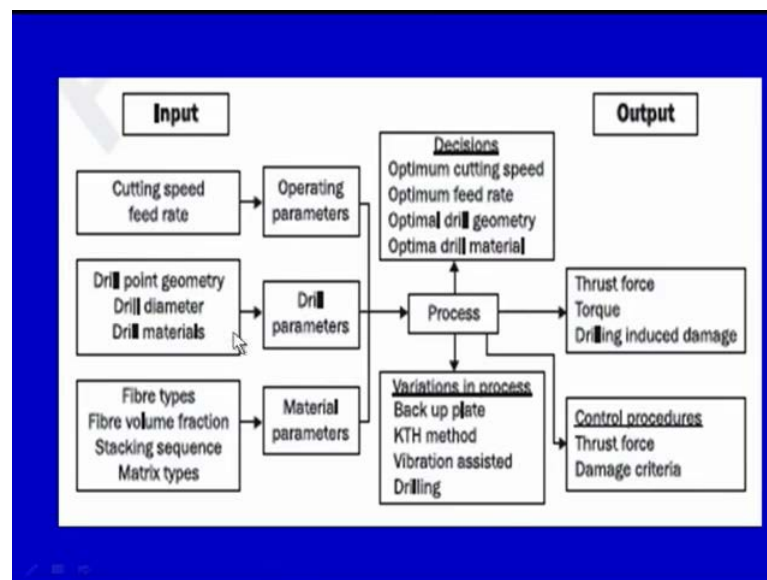 Input
Output
Cutting speed
feed rate
Operating
parameters
Drill point geometry
Drill diameter
Drill materials
Drill
parameters
Fibre types
Fibre volume fraction
Stacking sequence
Matrix types
Material
parameters
Decisions
Optimum cutting speed
Optimum feed rate
Optimal drill geometry
Optima drill material
Process
Variations in process
Back up plate
KTH method
Vibration assisted
Drilling
Thrust force
Torque
Drilling induced damage
Control procedures
Thrust force
Damage criteria